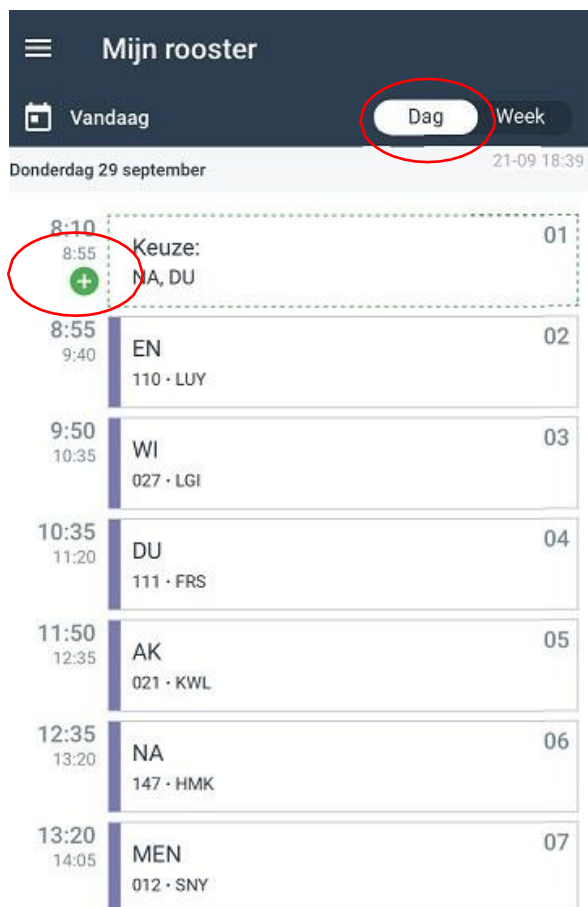 Mijn rooster
Vandaag Dag Week
Donderdag 29 september 21-09 18:39
8:10 01
8:55 Keuze:
NA, DU
8:55 02
9:40 EN
110 · LUY
9:50 03
10:35 WI
027 · LGI
10:35 04
11:20 DU
111 · FRS
11:50 05
12:35 AK
021 · KWL
12:35 06
13:20 NA
147 · HMK
13:20 07
14:05 MEN
012 · SNY